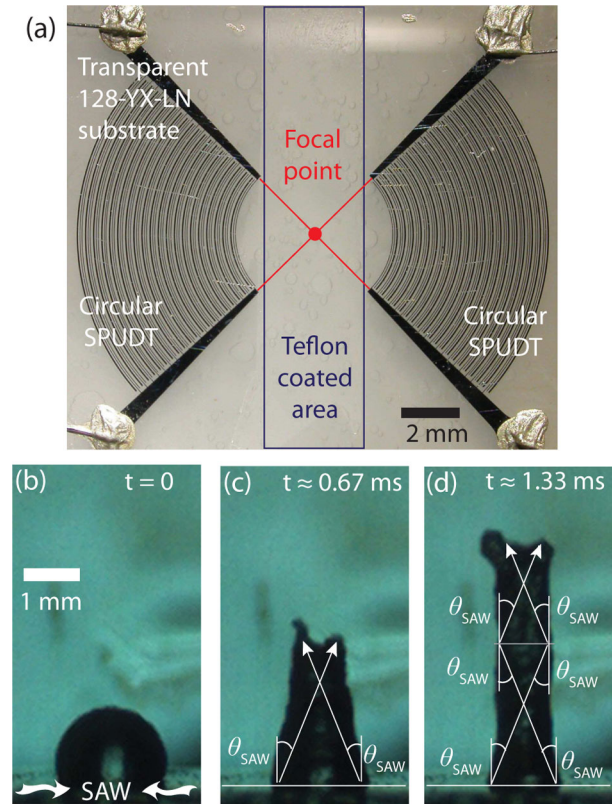 (a)
Transparent
128-YX-LN
substrate
Focal
point
Circular
SPUDT
Circular
SPUDT
Teflon
coated
area
2 mm
(b)
t = 0
1 mm
SAW
(c)
t ≈ 0.67 ms
θSAW
θSAW
(d)
t ≈ 1.33 ms
θSAW
θSAW
θSAW
θSAW
θSAW
θSAW